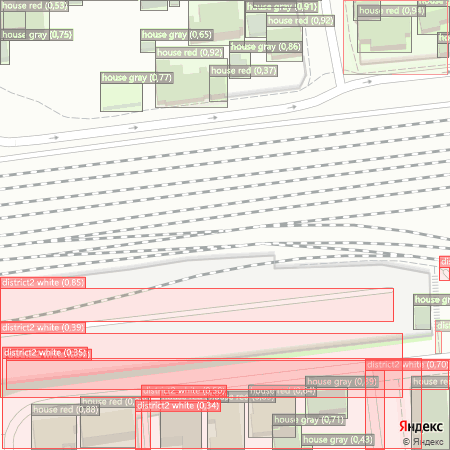 house red (0,53)
(0,91)
house red (0,94)
house red (0,92)
house gray (0,75)
house gray (0,65)
house gray (0,86)
house red (0,92)
house red (0,37)
house gray (0,77)
district2 white (0,85)
house gray
district2 white (0,39)
district2 white (0,35)
district2 white (0,70)
house gray
house gray
house red
district2 white (0,34)
house red (0,88)
house gray (0,71)
Яндекс
house gray (0,43)
© Яндекс